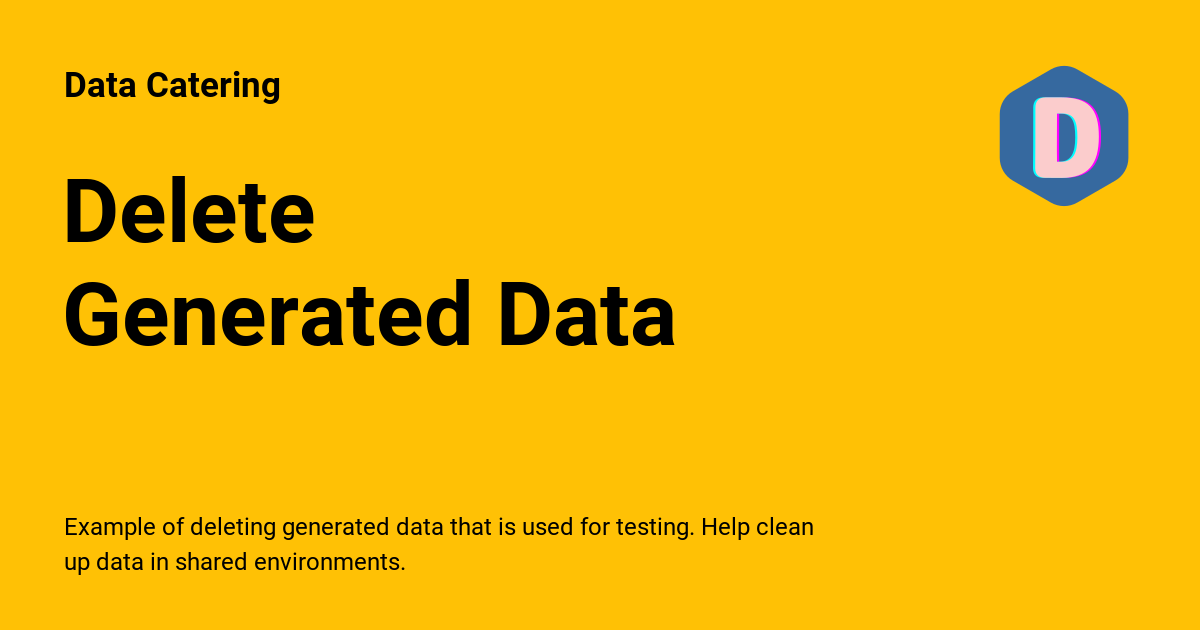 Data Catering
D
Delete
Generated Data
Example of deleting generated data that is used for testing. Help clean
up data in shared environments.